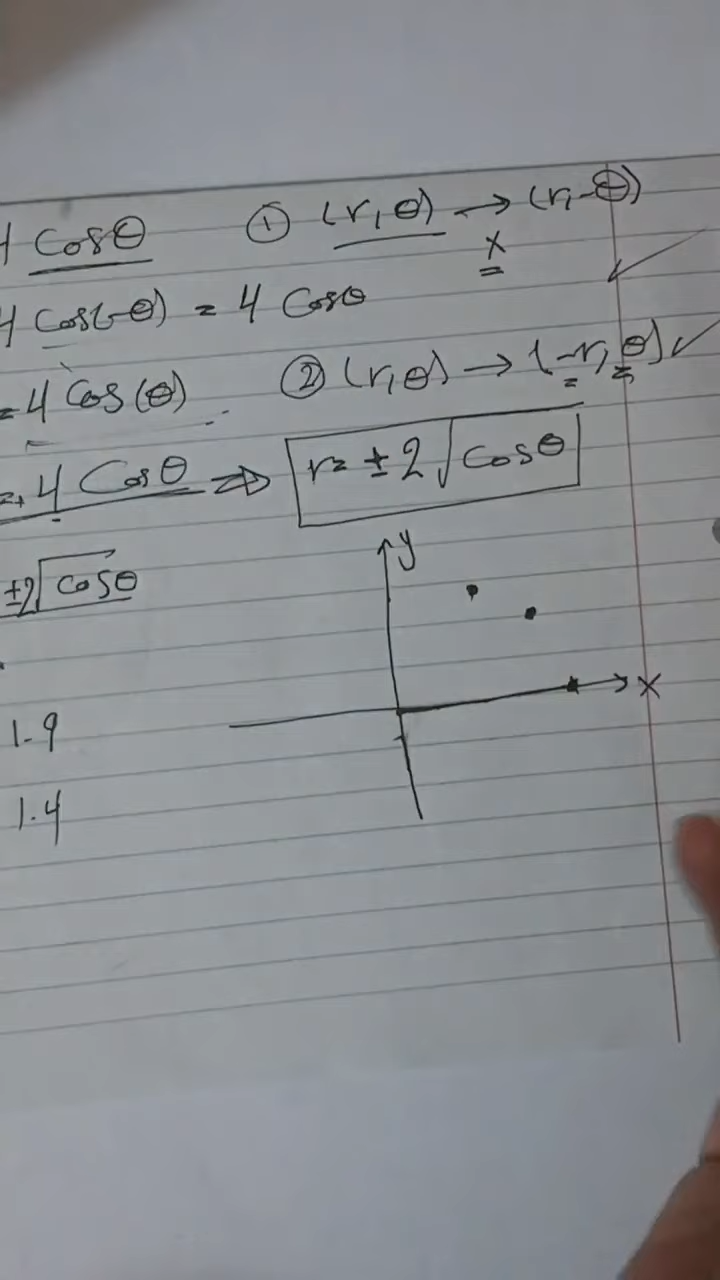 4 Cosθ ① (r, θ) → (r, -θ)
x
4 Cos(-θ) = 4 Cosθ
= 4 Cos(θ) ② (r, θ) → (-r, θ) ✓
= 4 Cosθ ⇒ r = ± 2 √Cosθ
±2 √Cosθ
y
x
1.9
1.4